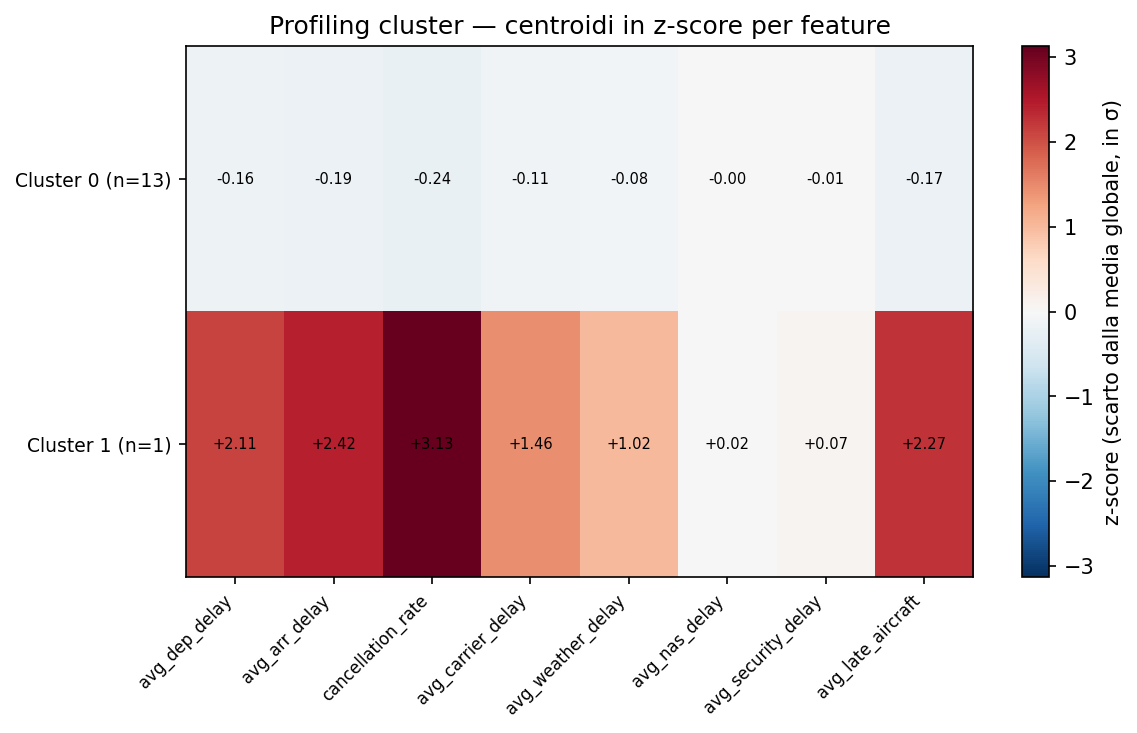 Profiling cluster — centroidi in z-score per feature
Cluster 0 (n=13)
-0.16 -0.19 -0.24 -0.11 -0.08 -0.00 -0.01 -0.17
Cluster 1 (n=1)
+2.11 +2.42 +3.13 +1.46 +1.02 +0.02 +0.07 +2.27
avg_dep_delay
avg_arr_delay
cancellation_rate
avg_carrier_delay
avg_weather_delay
avg_nas_delay
avg_security_delay
avg_late_aircraft
3
2
1
0
−1
−2
−3
z-score (scarto dalla media globale, in σ)